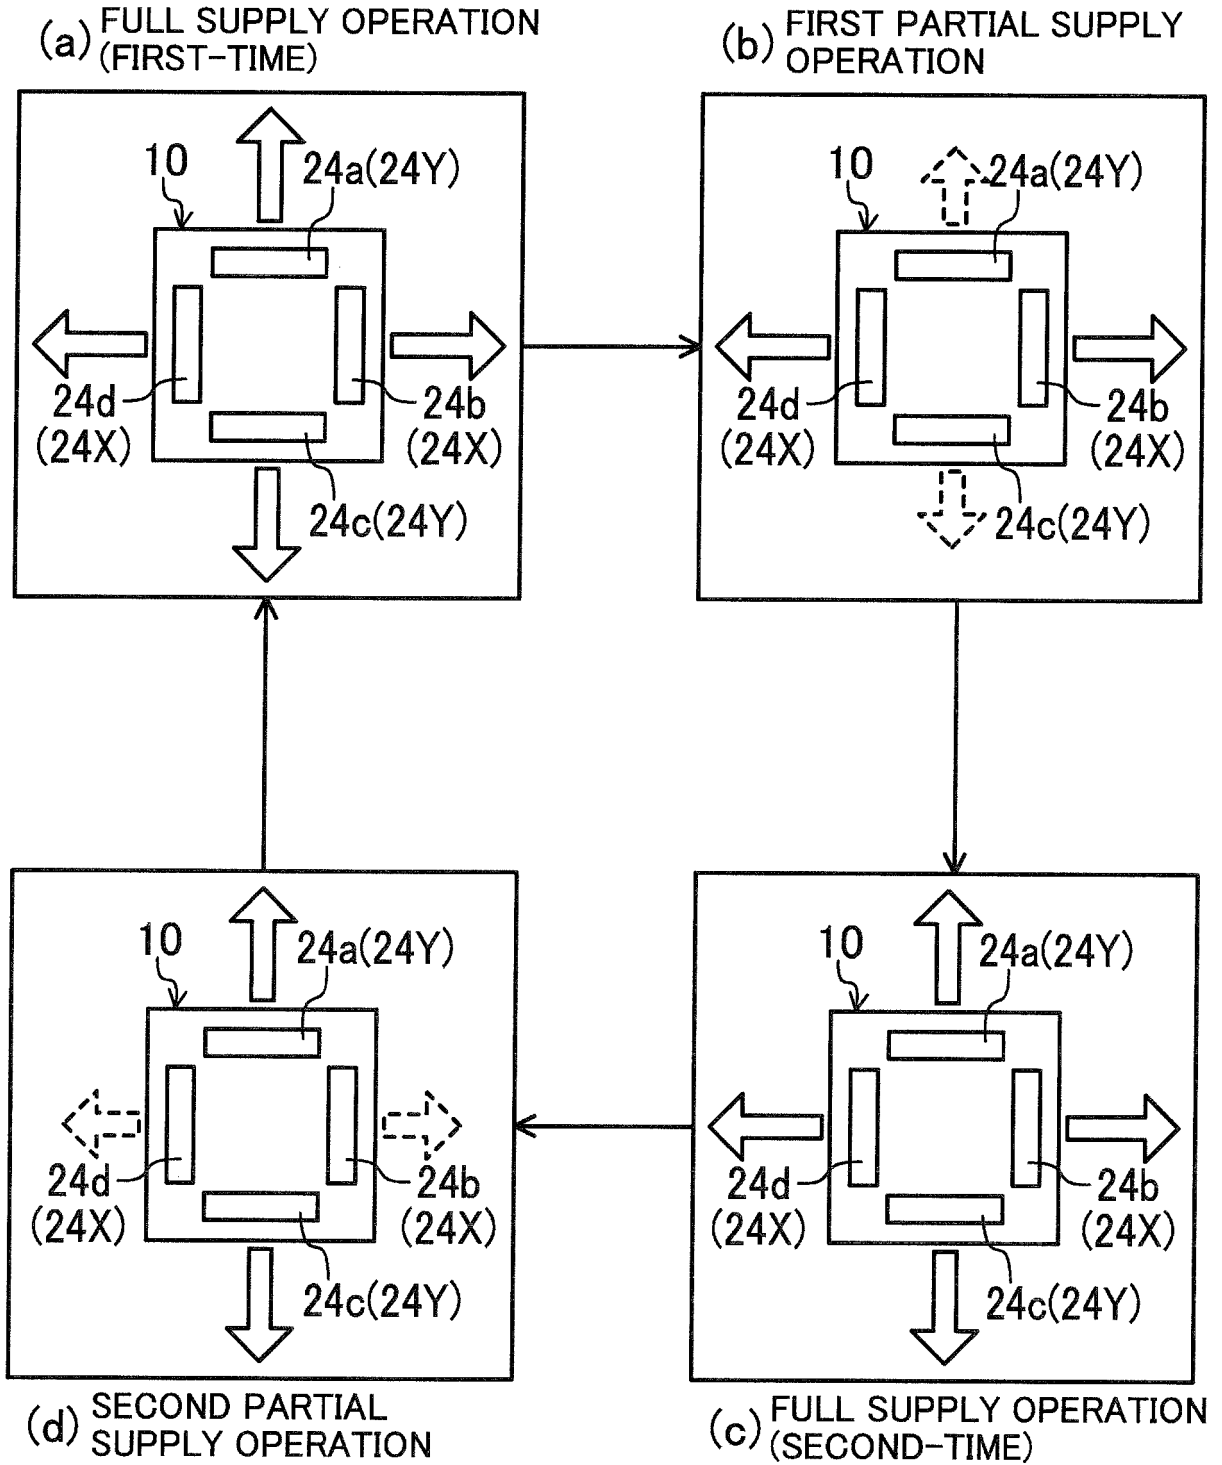 (a) FULL SUPPLY OPERATION
(FIRST-TIME)
10
24a(24Y)
24d
(24X)
24b
(24X)
24c(24Y)
(b) FIRST PARTIAL SUPPLY
OPERATION
10
24a(24Y)
24d
(24X)
24b
(24X)
24c(24Y)
10
24a(24Y)
24d
(24X)
24b
(24X)
24c(24Y)
(d) SECOND PARTIAL
SUPPLY OPERATION
10
24a(24Y)
24d
(24X)
24b
(24X)
24c(24Y)
(c) FULL SUPPLY OPERATION
(SECOND-TIME)